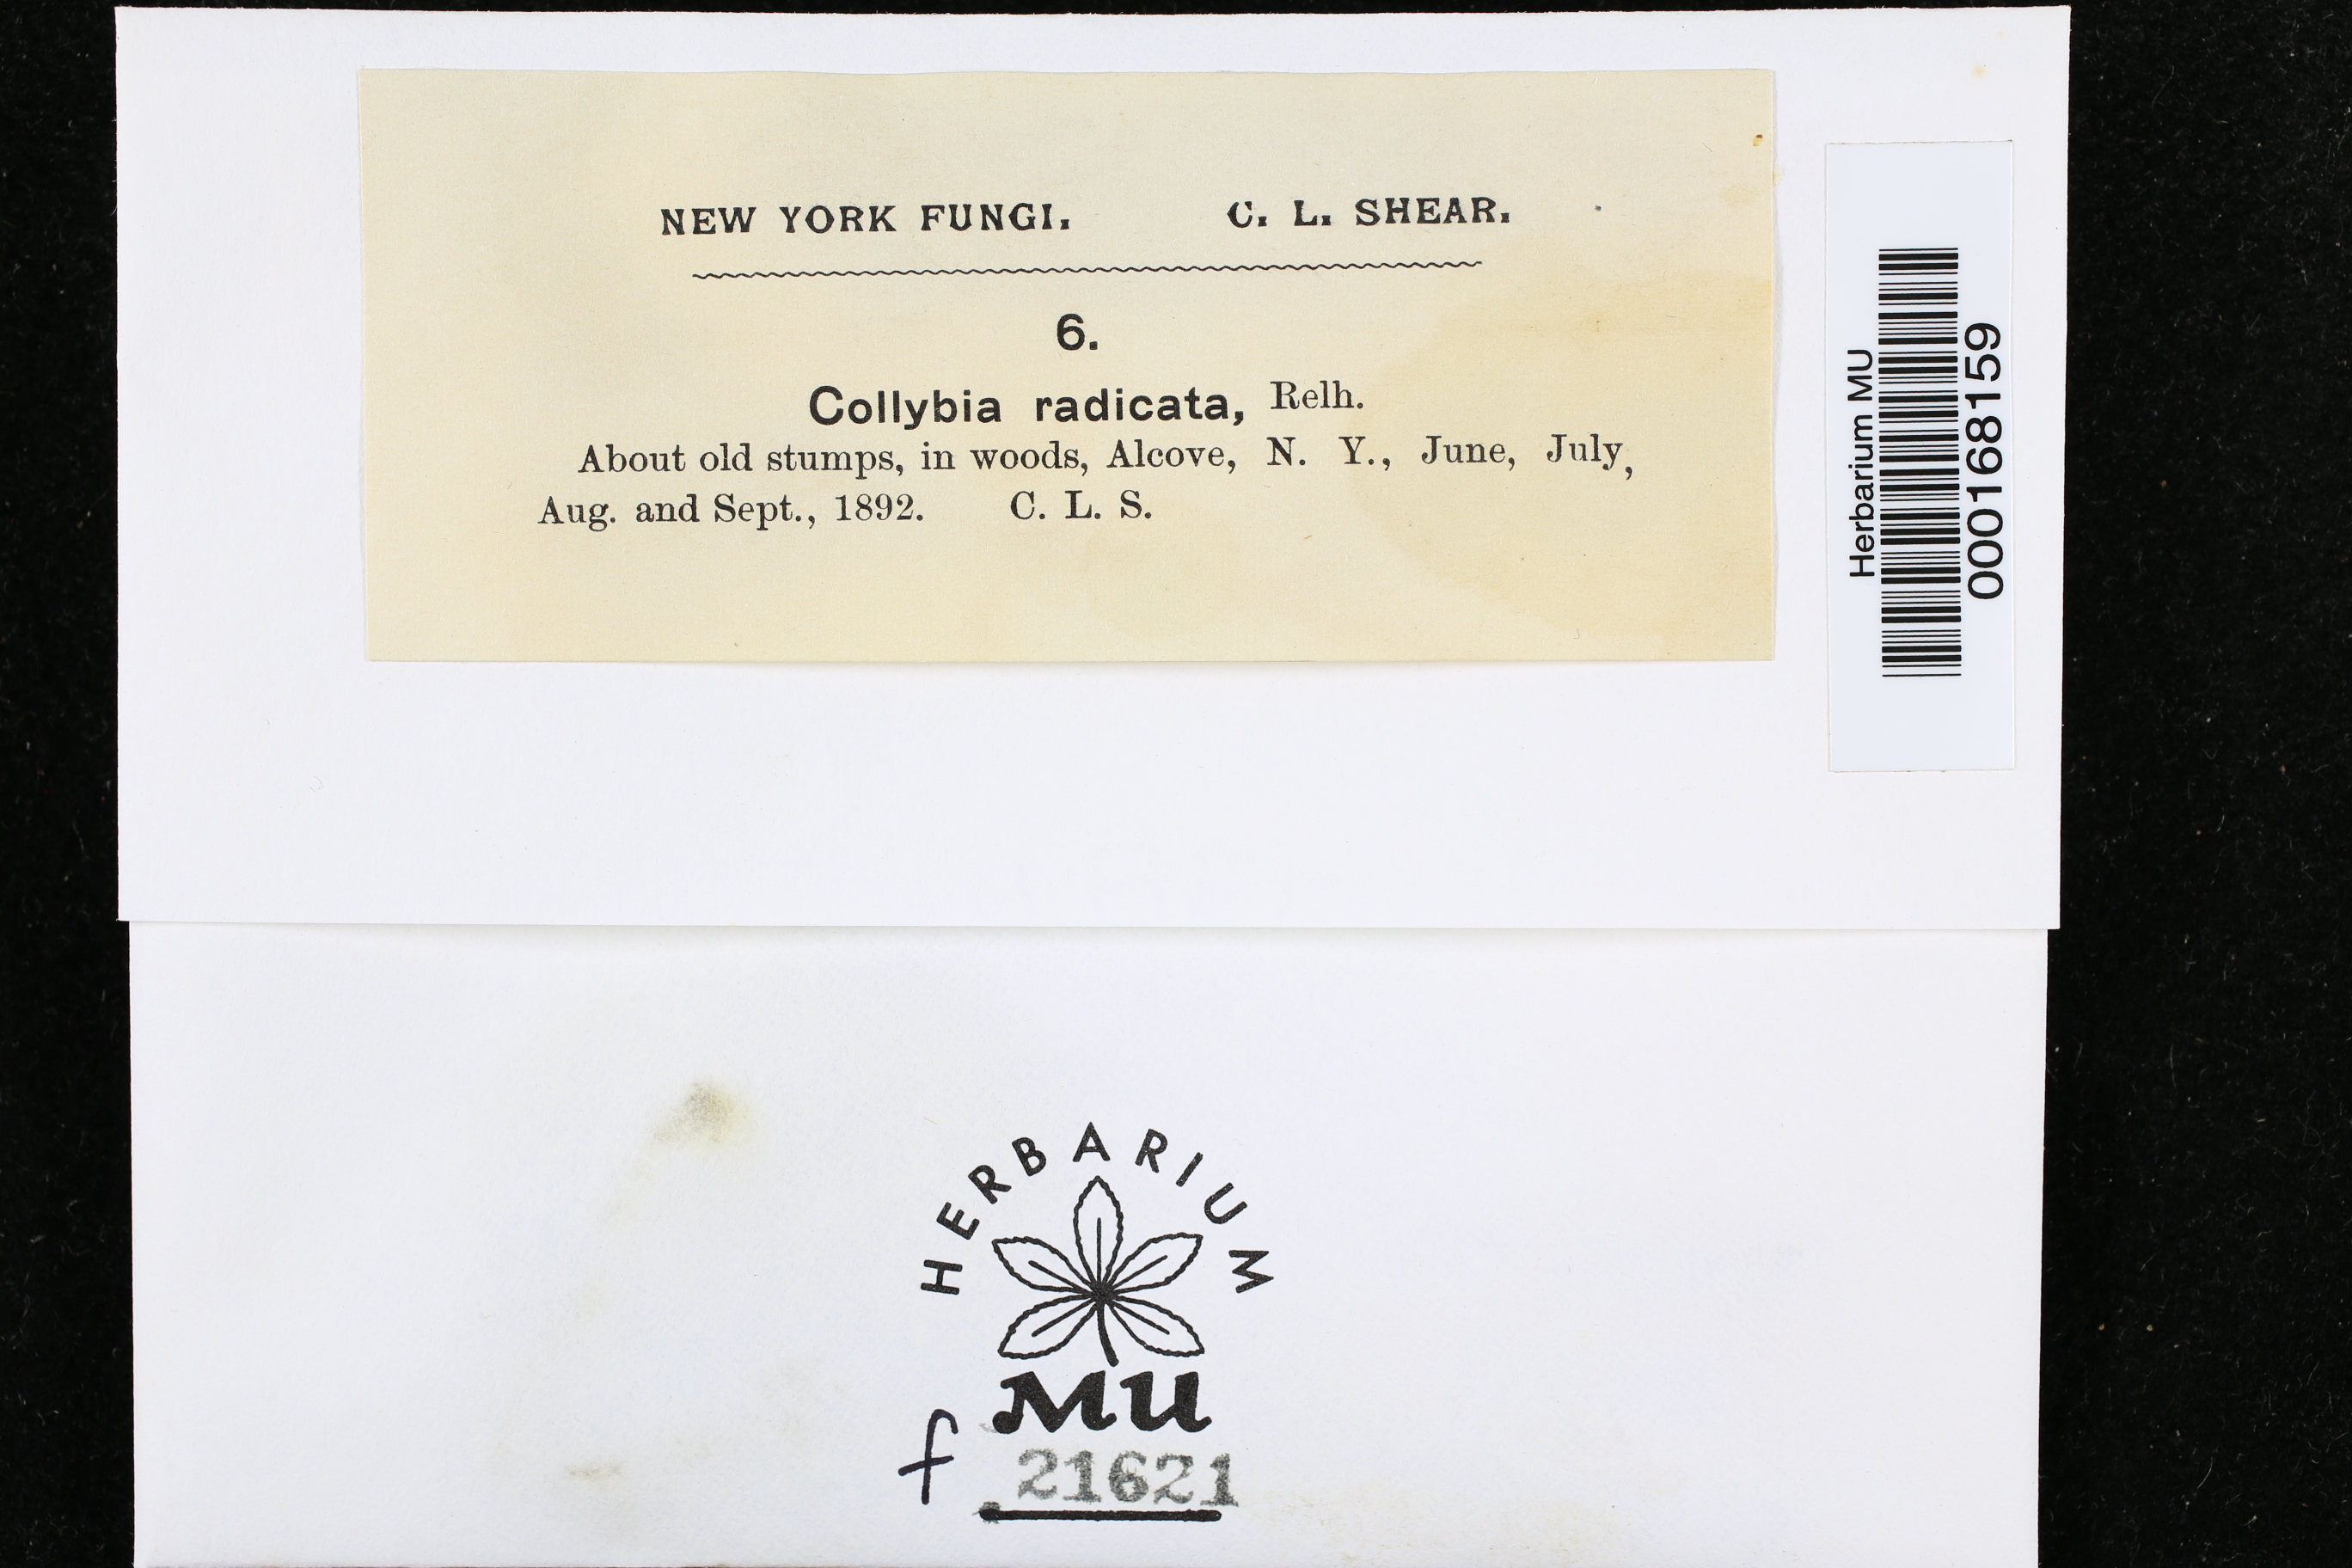 NEW YORK FUNGI. C. L. SHEAR.
6.
Collybia radicata, Relh.
About old stumps, in woods, Alcove, N. Y., June, July,
Aug. and Sept., 1892. C. L. S.
Herbarium MU
000168159
HERBARIUM
MU
f. 21621